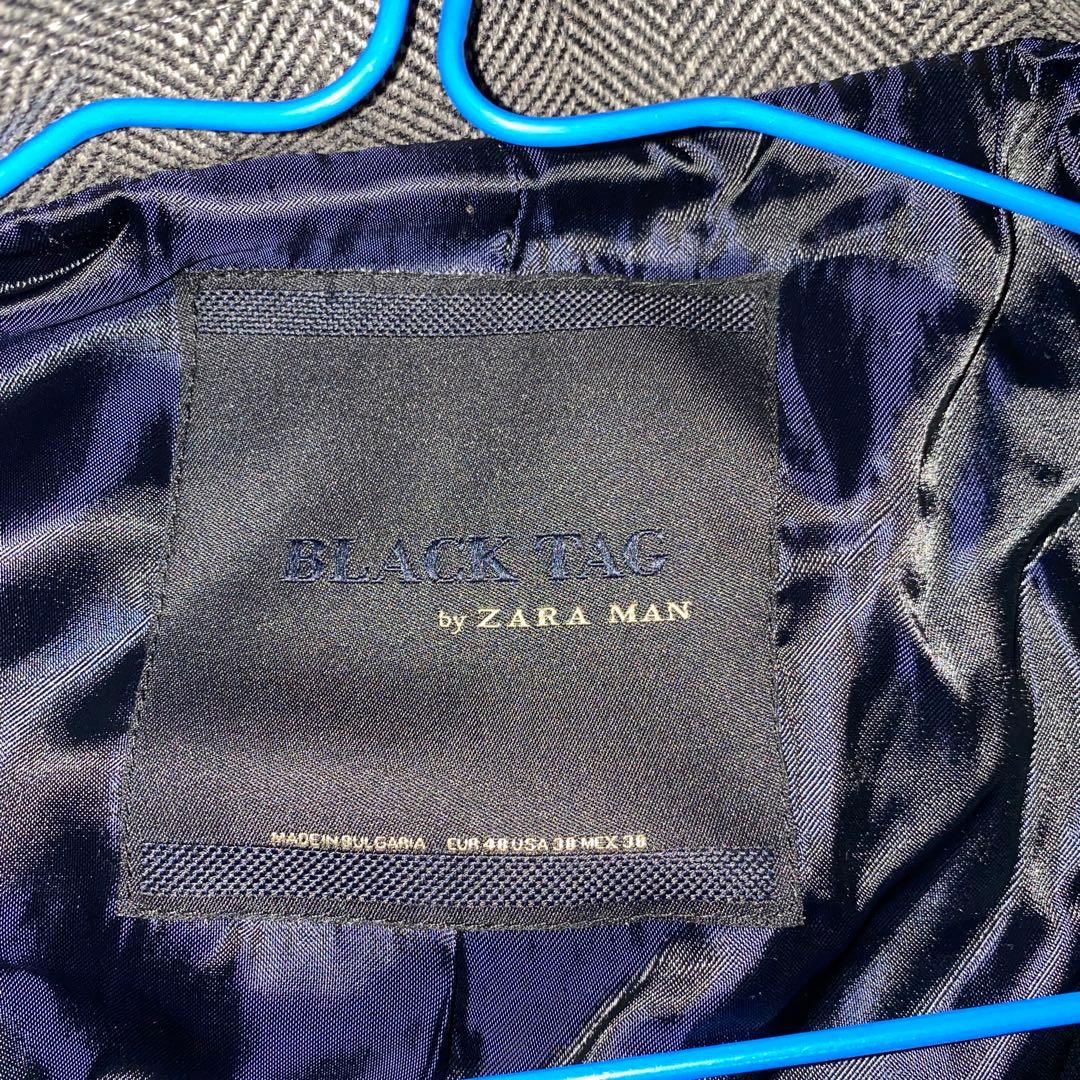 BLACK TAG
by ZARA MAN
MADE IN BULGARIA EUR 48 USA 38 MEX 38